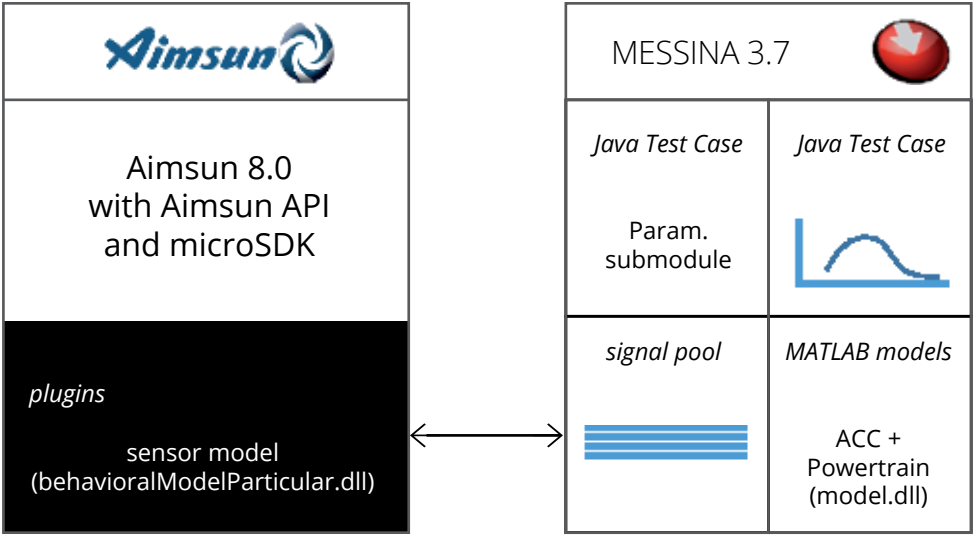 Aimsun
Aimsun 8.0
with Aimsun API
and microSDK
plugins
sensor model
(behavioralModelParticular.dll)
MESSINA 3.7
Java Test Case
Param.
submodule
Java Test Case
signal pool
MATLAB models
ACC +
Powertrain
(model.dll)